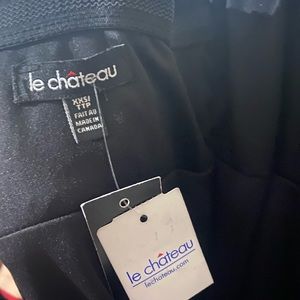 le château
XXS/
TTP
FAIT AU
MADE IN
CANADA
le château
lechateau.com